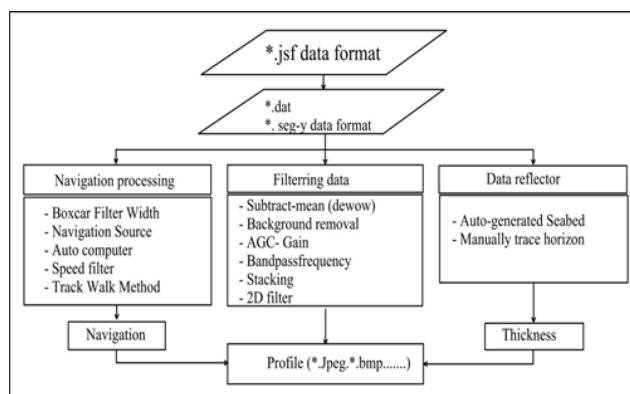 *.jsf data format
*.dat
*. seg-y data format
Navigation processing
- Boxcar Filter Width
- Navigation Source
- Auto computer
- Speed filter
- Track Walk Method
Filterring data
- Subtract-mean (dewow)
- Background removal
- AGC- Gain
- Bandpassfrequency
- Stacking
- 2D filter
Data reflector
- Auto-generated Seabed
- Manually trace horizon
Navigation
Thickness
Profile (*.Jpeg.*.bmp.......)